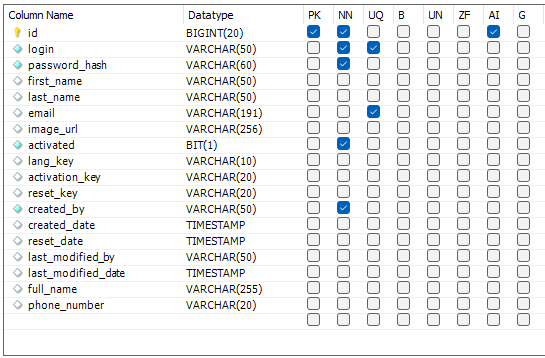 Column Name Datatype PK NN UQ B UN ZF AI G
id BIGINT(20)
login VARCHAR(50)
password_hash VARCHAR(60)
first_name VARCHAR(50)
last_name VARCHAR(50)
email VARCHAR(191)
image_url VARCHAR(256)
activated BIT(1)
lang_key VARCHAR(10)
activation_key VARCHAR(20)
reset_key VARCHAR(20)
created_by VARCHAR(50)
created_date TIMESTAMP
reset_date TIMESTAMP
last_modified_by VARCHAR(50)
last_modified_date TIMESTAMP
full_name VARCHAR(255)
phone_number VARCHAR(20)